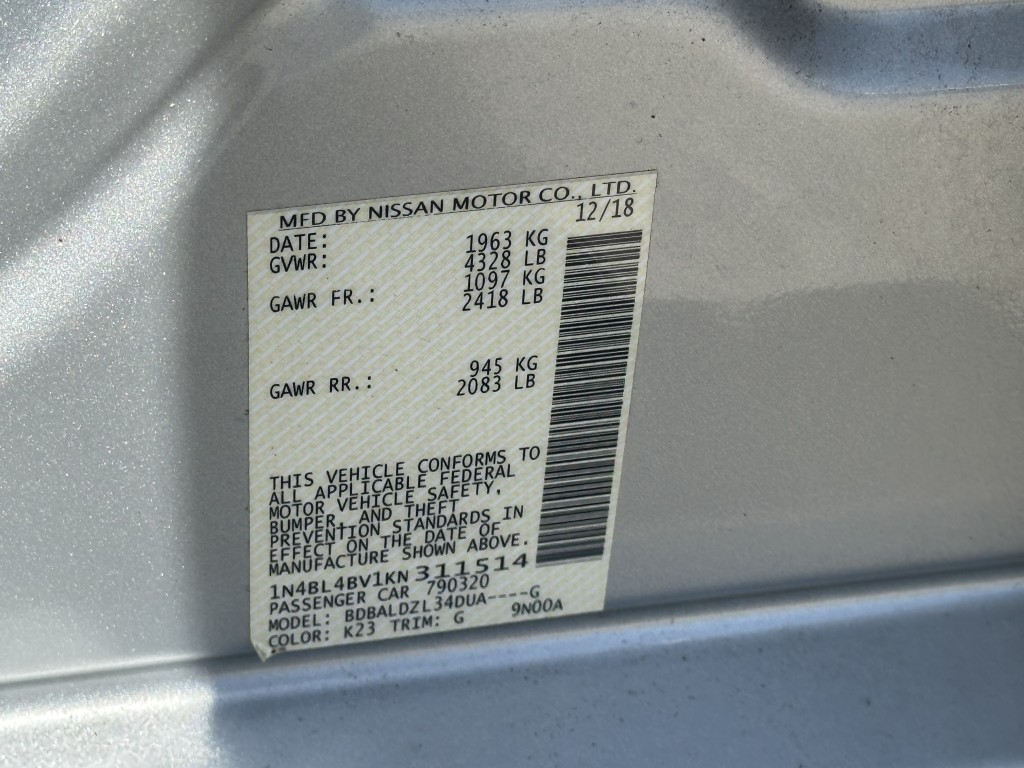 MFD BY NISSAN MOTOR CO., LTD.
DATE: 12/18
GVWR: 1963 KG
4328 LB
GAWR FR.: 1097 KG
2418 LB
GAWR RR.: 945 KG
2083 LB
THIS VEHICLE CONFORMS TO
ALL APPLICABLE FEDERAL
MOTOR VEHICLE SAFETY,
BUMPER, AND THEFT
PREVENTION STANDARDS IN
EFFECT ON THE DATE OF
MANUFACTURE SHOWN ABOVE.
1N4BL4BV1KN311514
PASSENGER CAR 790320
MODEL: BDBALDZL34DUA----G
COLOR: K23 TRIM: G 9N00A